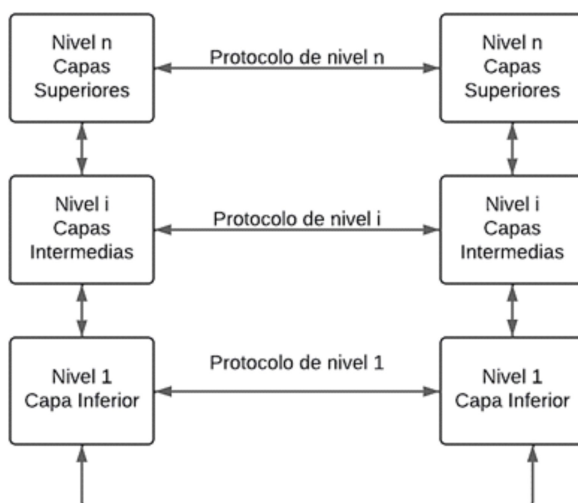 Nivel n
Capas
Superiores
Protocolo de nivel n
Nivel n
Capas
Superiores
Nivel i
Capas
Intermedias
Protocolo de nivel i
Nivel i
Capas
Intermedias
Nivel 1
Capa Inferior
Protocolo de nivel 1
Nivel 1
Capa Inferior